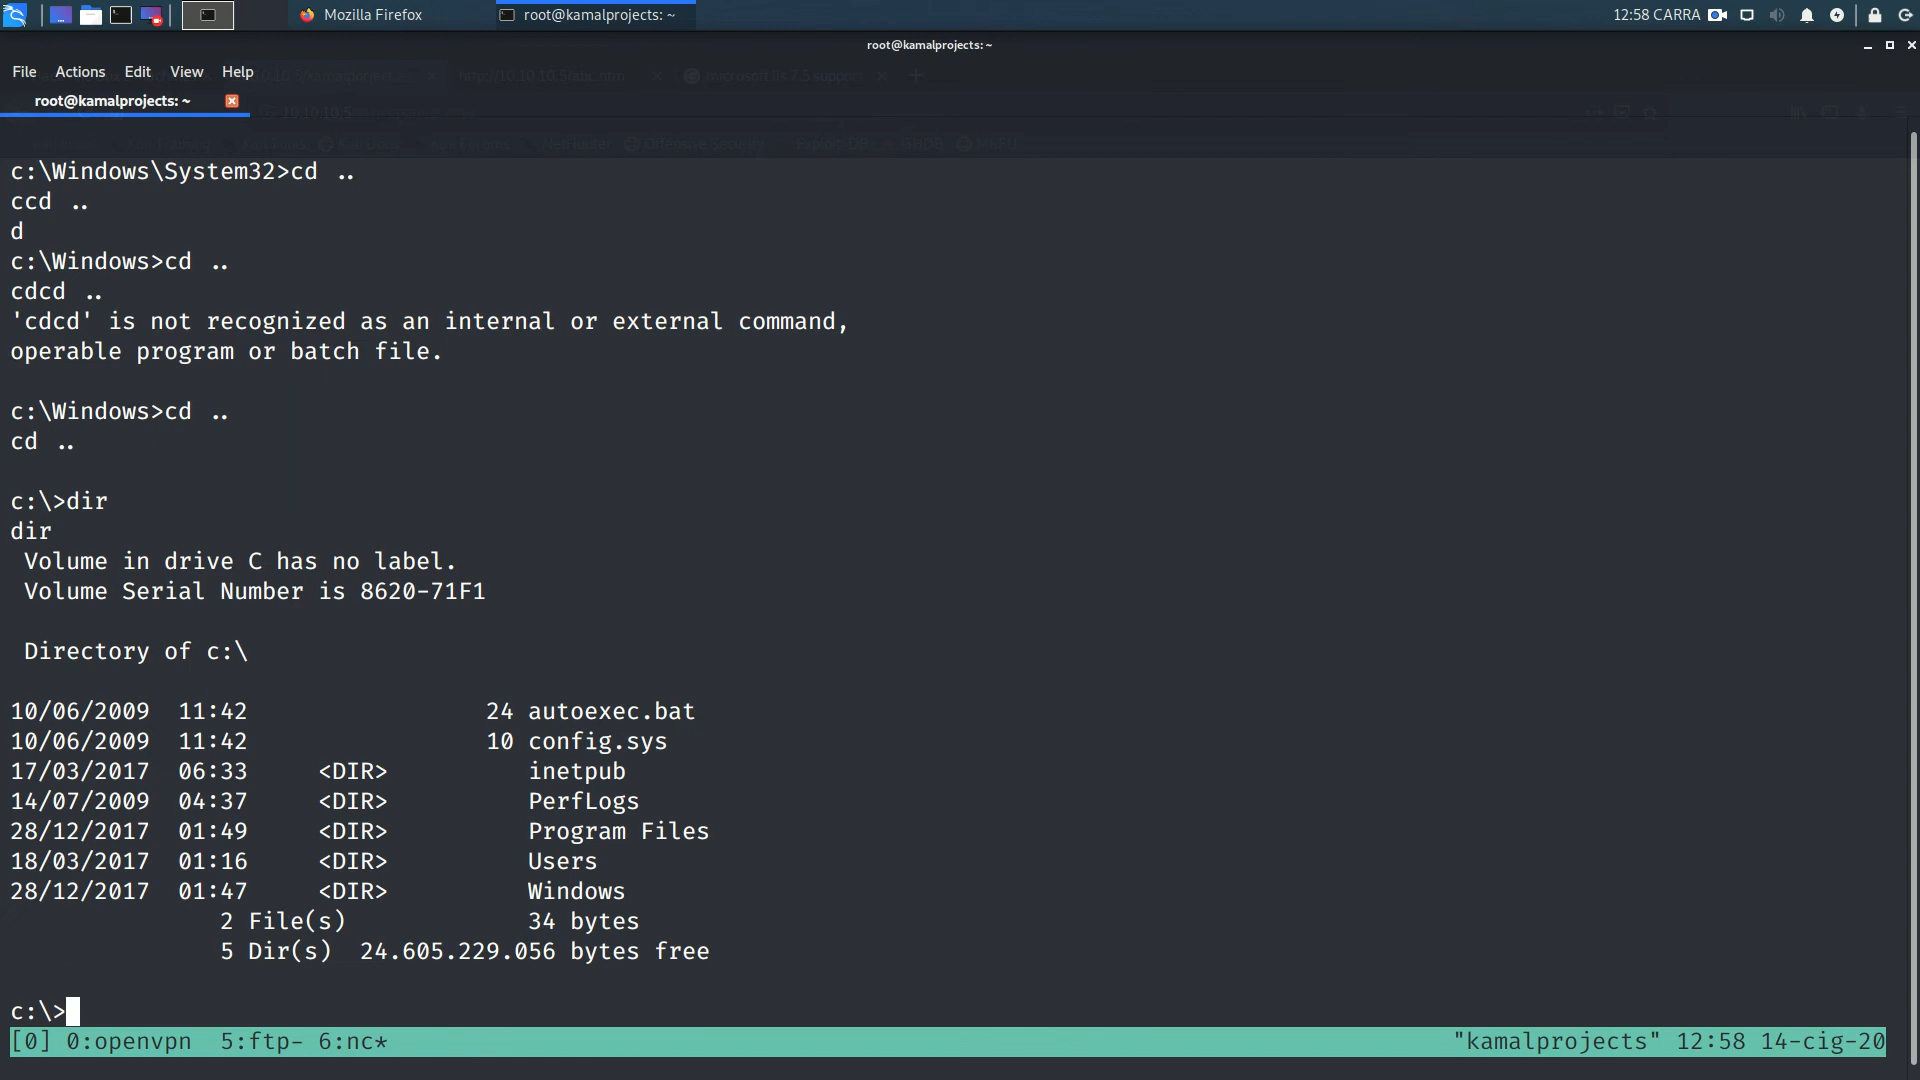 Mozilla Firefox
root@kamalprojects: ~
12:58 CARRA
root@kamalprojects: ~
File Actions Edit View Help
root@kamalprojects: ~
10.10.10.5
c:\Windows\System32>cd ..
ccd ..
d
c:\Windows>cd ..
cdcd ..
'cdcd' is not recognized as an internal or external command,
operable program or batch file.
c:\Windows>cd ..
cd ..
c:\>dir
dir
Volume in drive C has no label.
Volume Serial Number is 8620-71F1
Directory of c:\
10/06/2009 11:42 24 autoexec.bat
10/06/2009 11:42 10 config.sys
17/03/2017 06:33 <DIR> inetpub
14/07/2009 04:37 <DIR> PerfLogs
28/12/2017 01:49 <DIR> Program Files
18/03/2017 01:16 <DIR> Users
28/12/2017 01:47 <DIR> Windows
2 File(s) 34 bytes
5 Dir(s) 24.605.229.056 bytes free
c:\>
[0] 0:openvpn 5:ftp- 6:nc* "kamalprojects" 12:58 14-cig-20